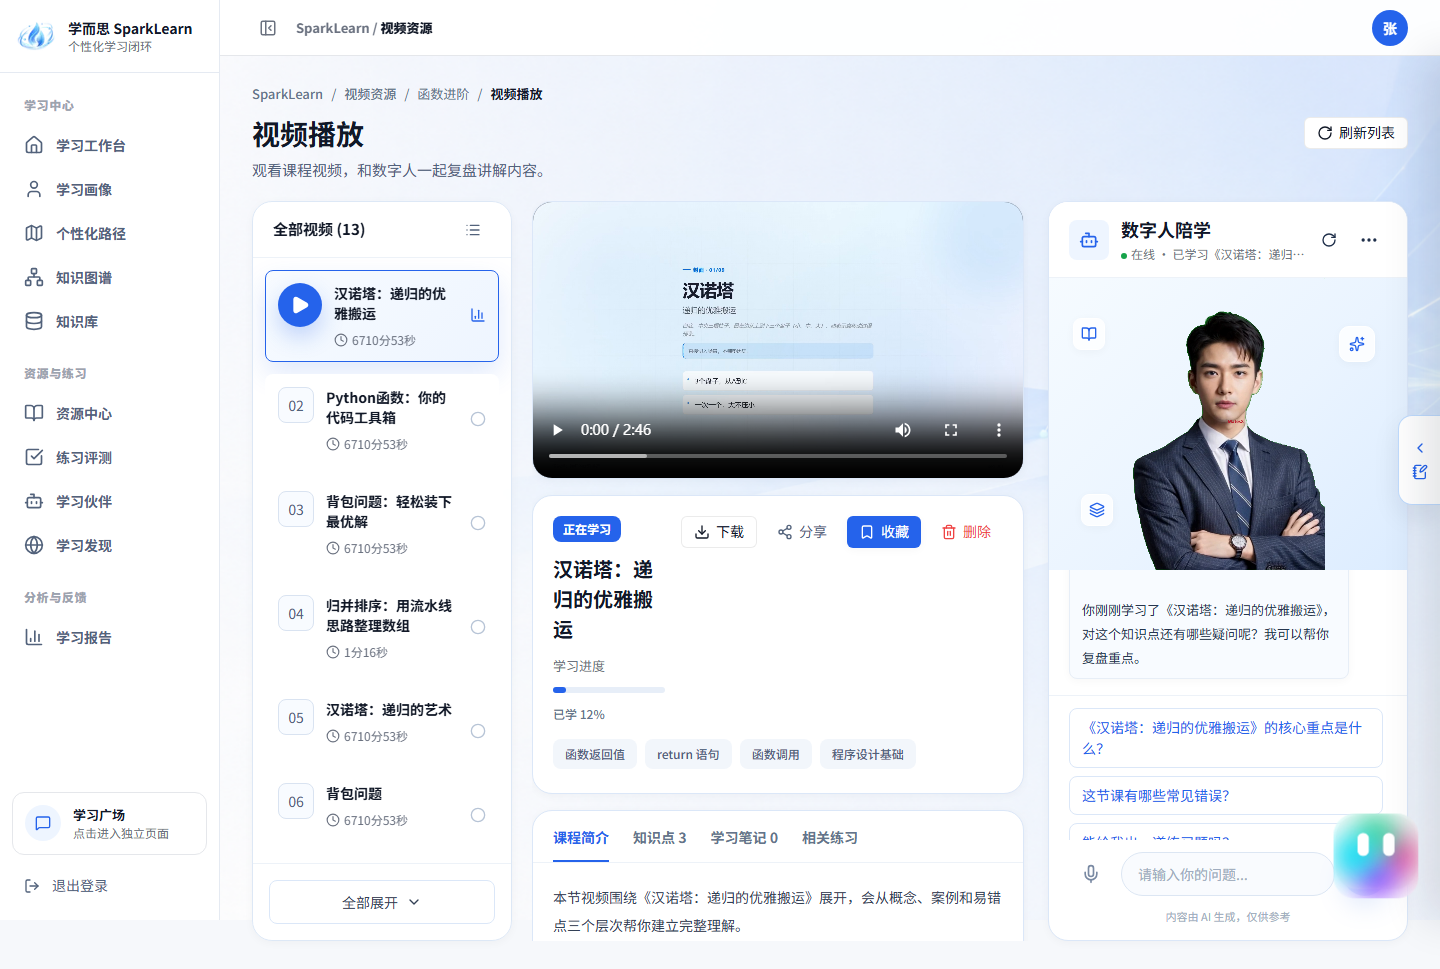 学而思 SparkLearn
个性化学习闭环
学习中心
学习工作台
学习画像
个性化路径
知识图谱
知识库
资源与练习
资源中心
练习评测
学习伙伴
学习发现
分析与反馈
学习报告
学习广场
点击进入独立页面
退出登录
SparkLearn / 视频资源
张
SparkLearn / 视频资源 / 函数进阶 / 视频播放
视频播放
观看课程视频，和数字人一起复盘讲解内容。
刷新列表
全部视频 (13)
汉诺塔：递归的优
雅搬运
6710分53秒
02
Python函数：你的
代码工具箱
6710分53秒
03
背包问题：轻松装下
最优解
6710分53秒
04
归并排序：用流水线
思路整理数组
1分16秒
05
汉诺塔：递归的艺术
6710分53秒
06
背包问题
6710分53秒
全部展开
汉诺塔
递归的优雅搬运
3个盘子，从A到C
一次一个，大不压小
0:00 / 2:46
正在学习
下载
分享
收藏
删除
汉诺塔：递
归的优雅搬
运
学习进度
已学 12%
函数返回值
return 语句
函数调用
程序设计基础
课程简介
知识点 3
学习笔记 0
相关练习
本节视频围绕《汉诺塔：递归的优雅搬运》展开，会从概念、案例和易错
点三个层次帮你建立完整理解。
数字人陪学
在线 • 已学习《汉诺塔：递归…
你刚刚学习了《汉诺塔：递归的优雅搬运》，
对这个知识点还有哪些疑问呢？我可以帮你
复盘重点。
《汉诺塔：递归的优雅搬运》的核心重点是什
么？
这节课有哪些常见错误？
请输入你的问题...
内容由 AI 生成，仅供参考